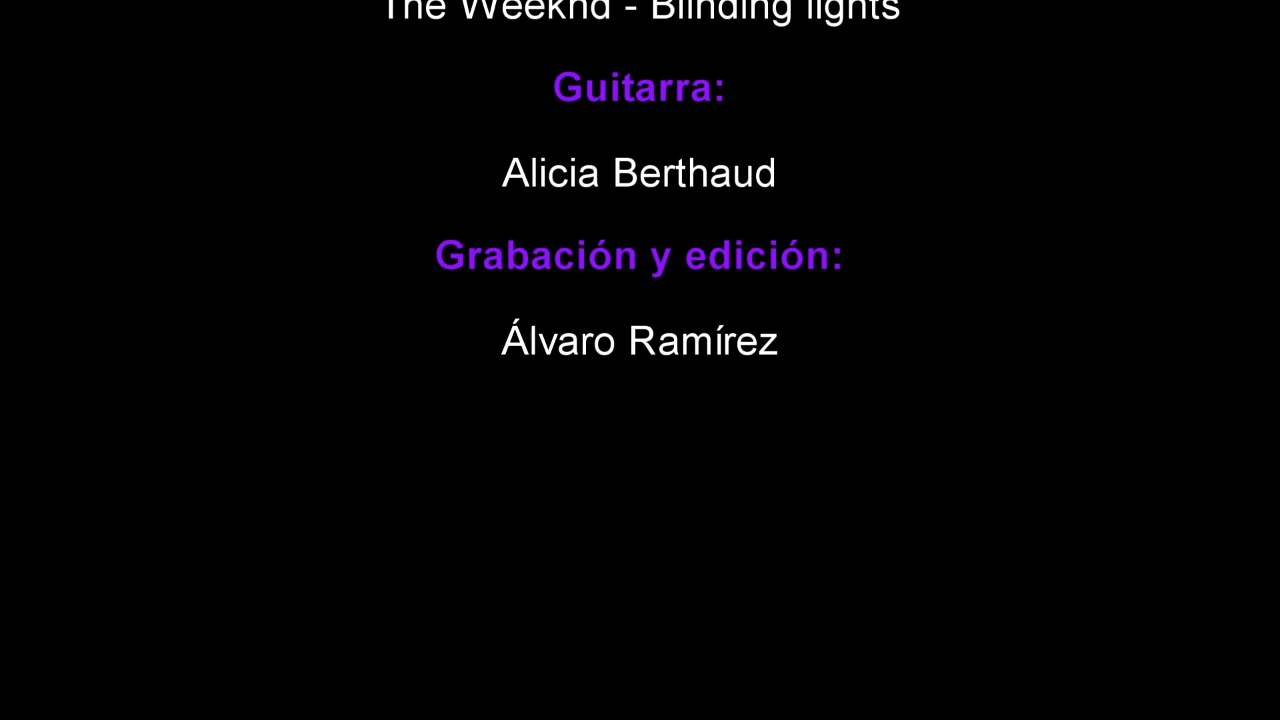 The Weeknd - Blinding lights
Guitarra:
Alicia Berthaud
Grabación y edición:
Álvaro Ramírez